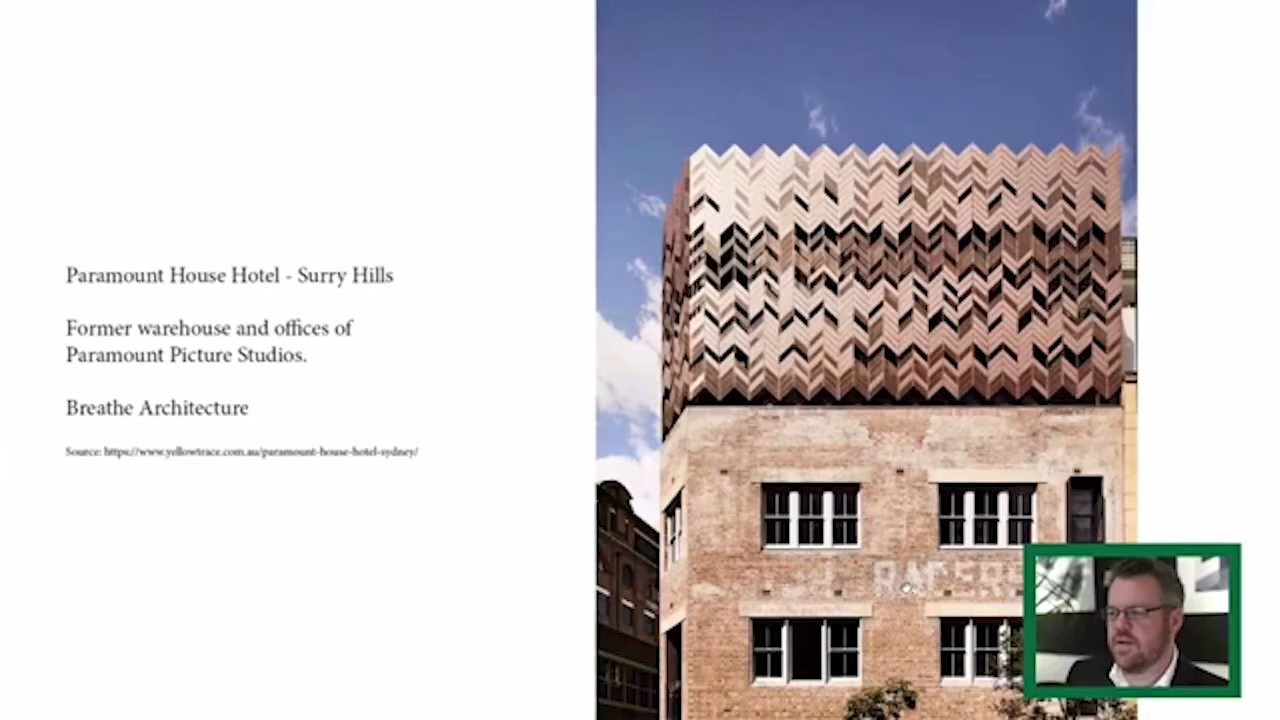 Paramount House Hotel - Surry Hills
Former warehouse and offices of
Paramount Picture Studios.
Breathe Architecture
Source: https://www.yellowtrace.com.au/paramount-house-hotel-sydney/